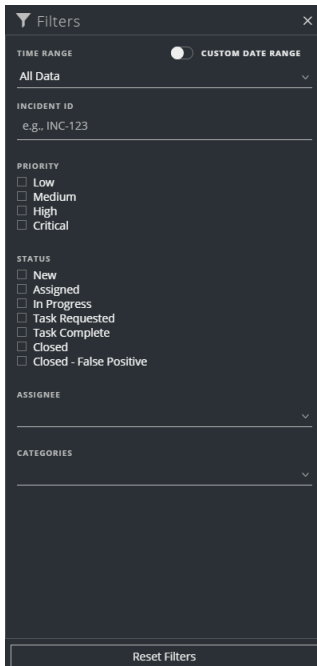 Filters
TIME RANGE CUSTOM DATE RANGE
All Data
INCIDENT ID
e.g., INC-123
PRIORITY
Low
Medium
High
Critical
STATUS
New
Assigned
In Progress
Task Requested
Task Complete
Closed
Closed - False Positive
ASSIGNEE
CATEGORIES
Reset Filters